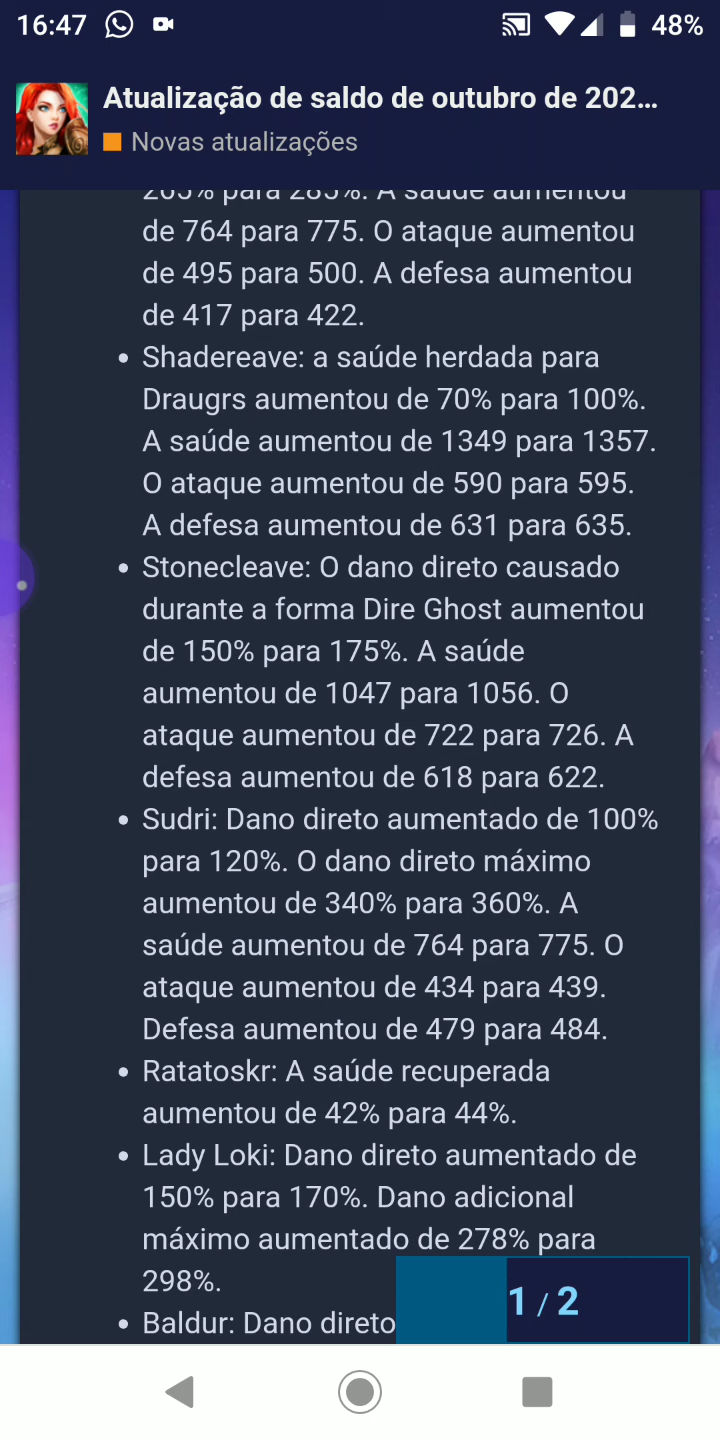 16:47
48%
Atualização de saldo de outubro de 202...
Novas atualizações
265% para 285%. A saúde aumentou
de 764 para 775. O ataque aumentou
de 495 para 500. A defesa aumentou
de 417 para 422.
• Shadereave: a saúde herdada para
Draugrs aumentou de 70% para 100%.
A saúde aumentou de 1349 para 1357.
O ataque aumentou de 590 para 595.
A defesa aumentou de 631 para 635.
• Stonecleave: O dano direto causado
durante a forma Dire Ghost aumentou
de 150% para 175%. A saúde
aumentou de 1047 para 1056. O
ataque aumentou de 722 para 726. A
defesa aumentou de 618 para 622.
• Sudri: Dano direto aumentado de 100%
para 120%. O dano direto máximo
aumentou de 340% para 360%. A
saúde aumentou de 764 para 775. O
ataque aumentou de 434 para 439.
Defesa aumentou de 479 para 484.
• Ratatoskr: A saúde recuperada
aumentou de 42% para 44%.
• Lady Loki: Dano direto aumentado de
150% para 170%. Dano adicional
máximo aumentado de 278% para
298%.
• Baldur: Dano direto
1 / 2